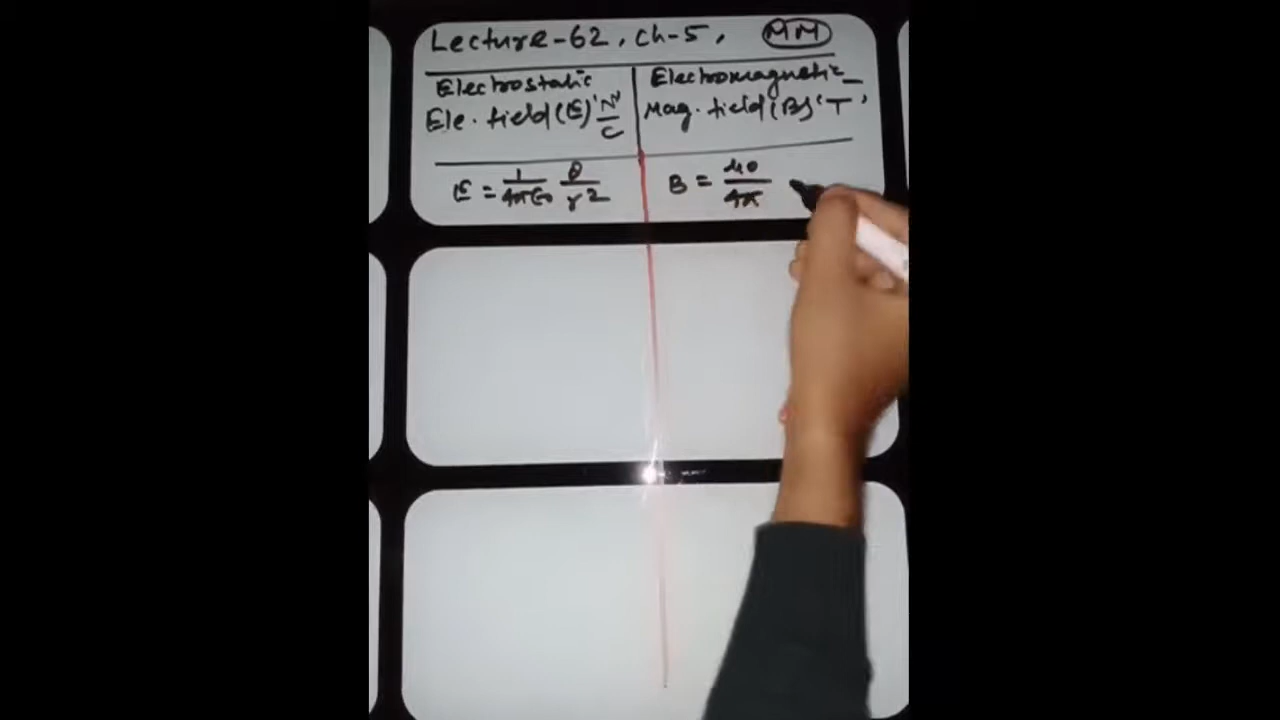 Lecture-62, ch-5, MM
Electrostatic
Ele. field (E) 'N/C'
Electromagnetic
Mag. field (B) 'T'
E = 1/4πϵ0 Q/r2
B = μ0/4π